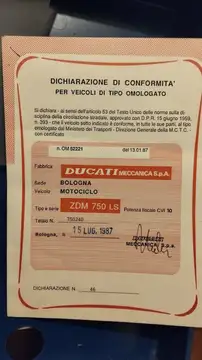 DICHIARAZIONE DI CONFORMITA'
PER VEICOLI DI TIPO OMOLOGATO
Si dichiara - ai sensi dell'articolo 53 del Testo Unico delle norme sulla di
sciplina della circolazione stradale, approvato con D.P.R. 15 giugno 1959,
n. 393 - che il veicolo sotto indicato è conforme, in tutte le sue parti, al tipo
omologato dal Ministero dei Trasporti - Direzione Generale della M.C.T.C.
con certificato
n. OM 52221 del 13.01.87
Fabbrica DUCATI MECCANICA S.p.A.
Sede BOLOGNA
Veicolo MOTOCICLO
Tipo e serie ZDM 750 LS Potenza fiscale CV 10
Telaio N.
Bologna, 15 LUG. 1987
MECCANICA S.p.A.
DICHIARAZIONE N.